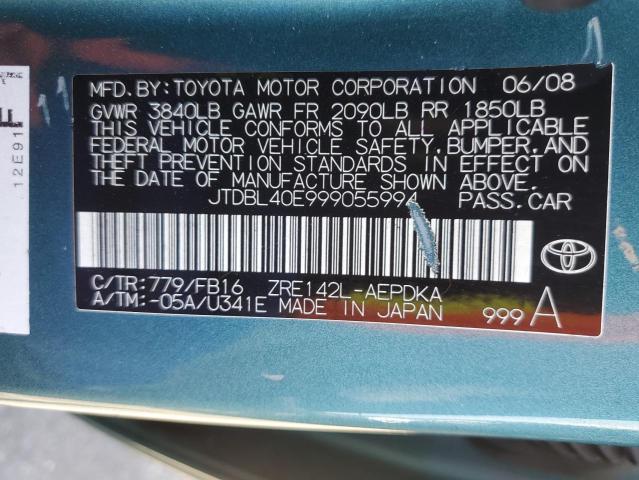 MFD. BY: TOYOTA MOTOR CORPORATION 06/08
GVWR 3840LB GAWR FR 2090LB RR 1850LB
THIS VEHICLE CONFORMS TO ALL APPLICABLE
FEDERAL MOTOR VEHICLE SAFETY, BUMPER, AND
THEFT PREVENTION STANDARDS IN EFFECT ON
THE DATE OF MANUFACTURE SHOWN ABOVE.
JTDBL40E999055994 PASS.CAR
C/TR:779/FB16 ZRE142L-AEPDKA
A/TM:-05A/U341E MADE IN JAPAN
999 A
12E91